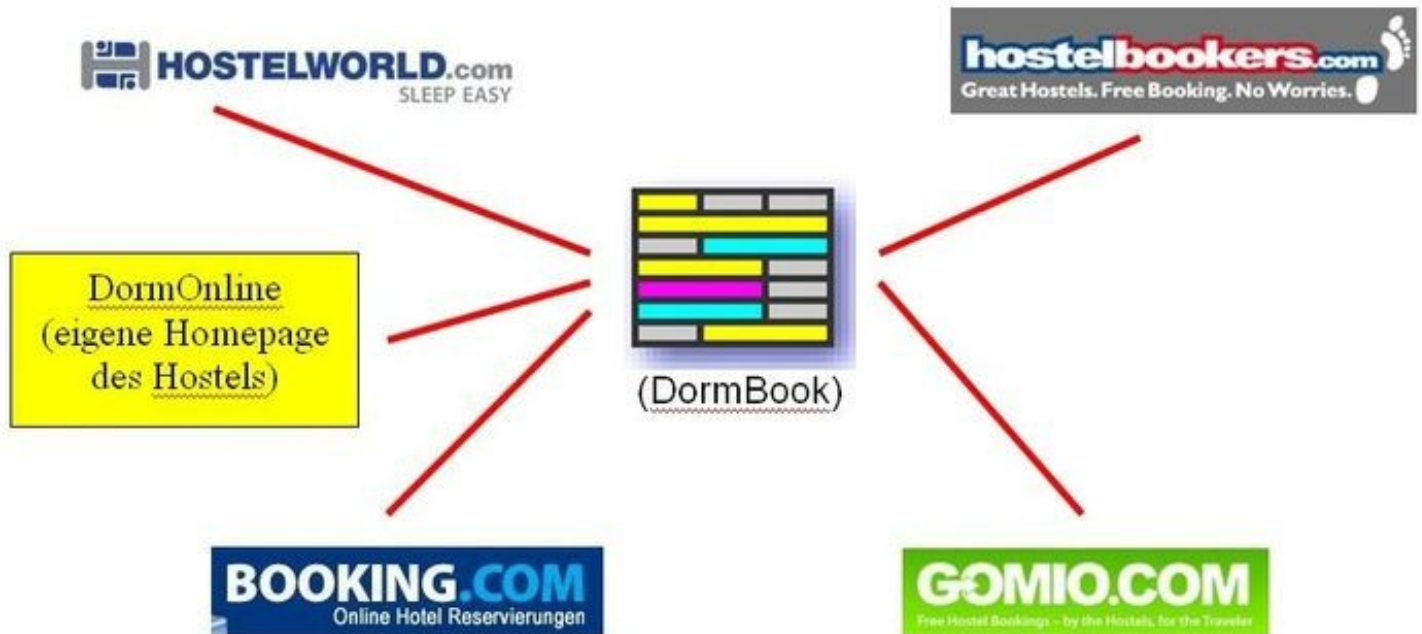 HOSTELWORLD.com
SLEEP EASY
hostelbookers.com
Great Hostels. Free Booking. No Worries.
DormOnline
(eigene Homepage
des Hostels)
(DormBook)
BOOKING.COM
Online Hotel Reservierungen
GOMIO.COM
Free Hostel Bookings - by the Hostels, for the Traveler